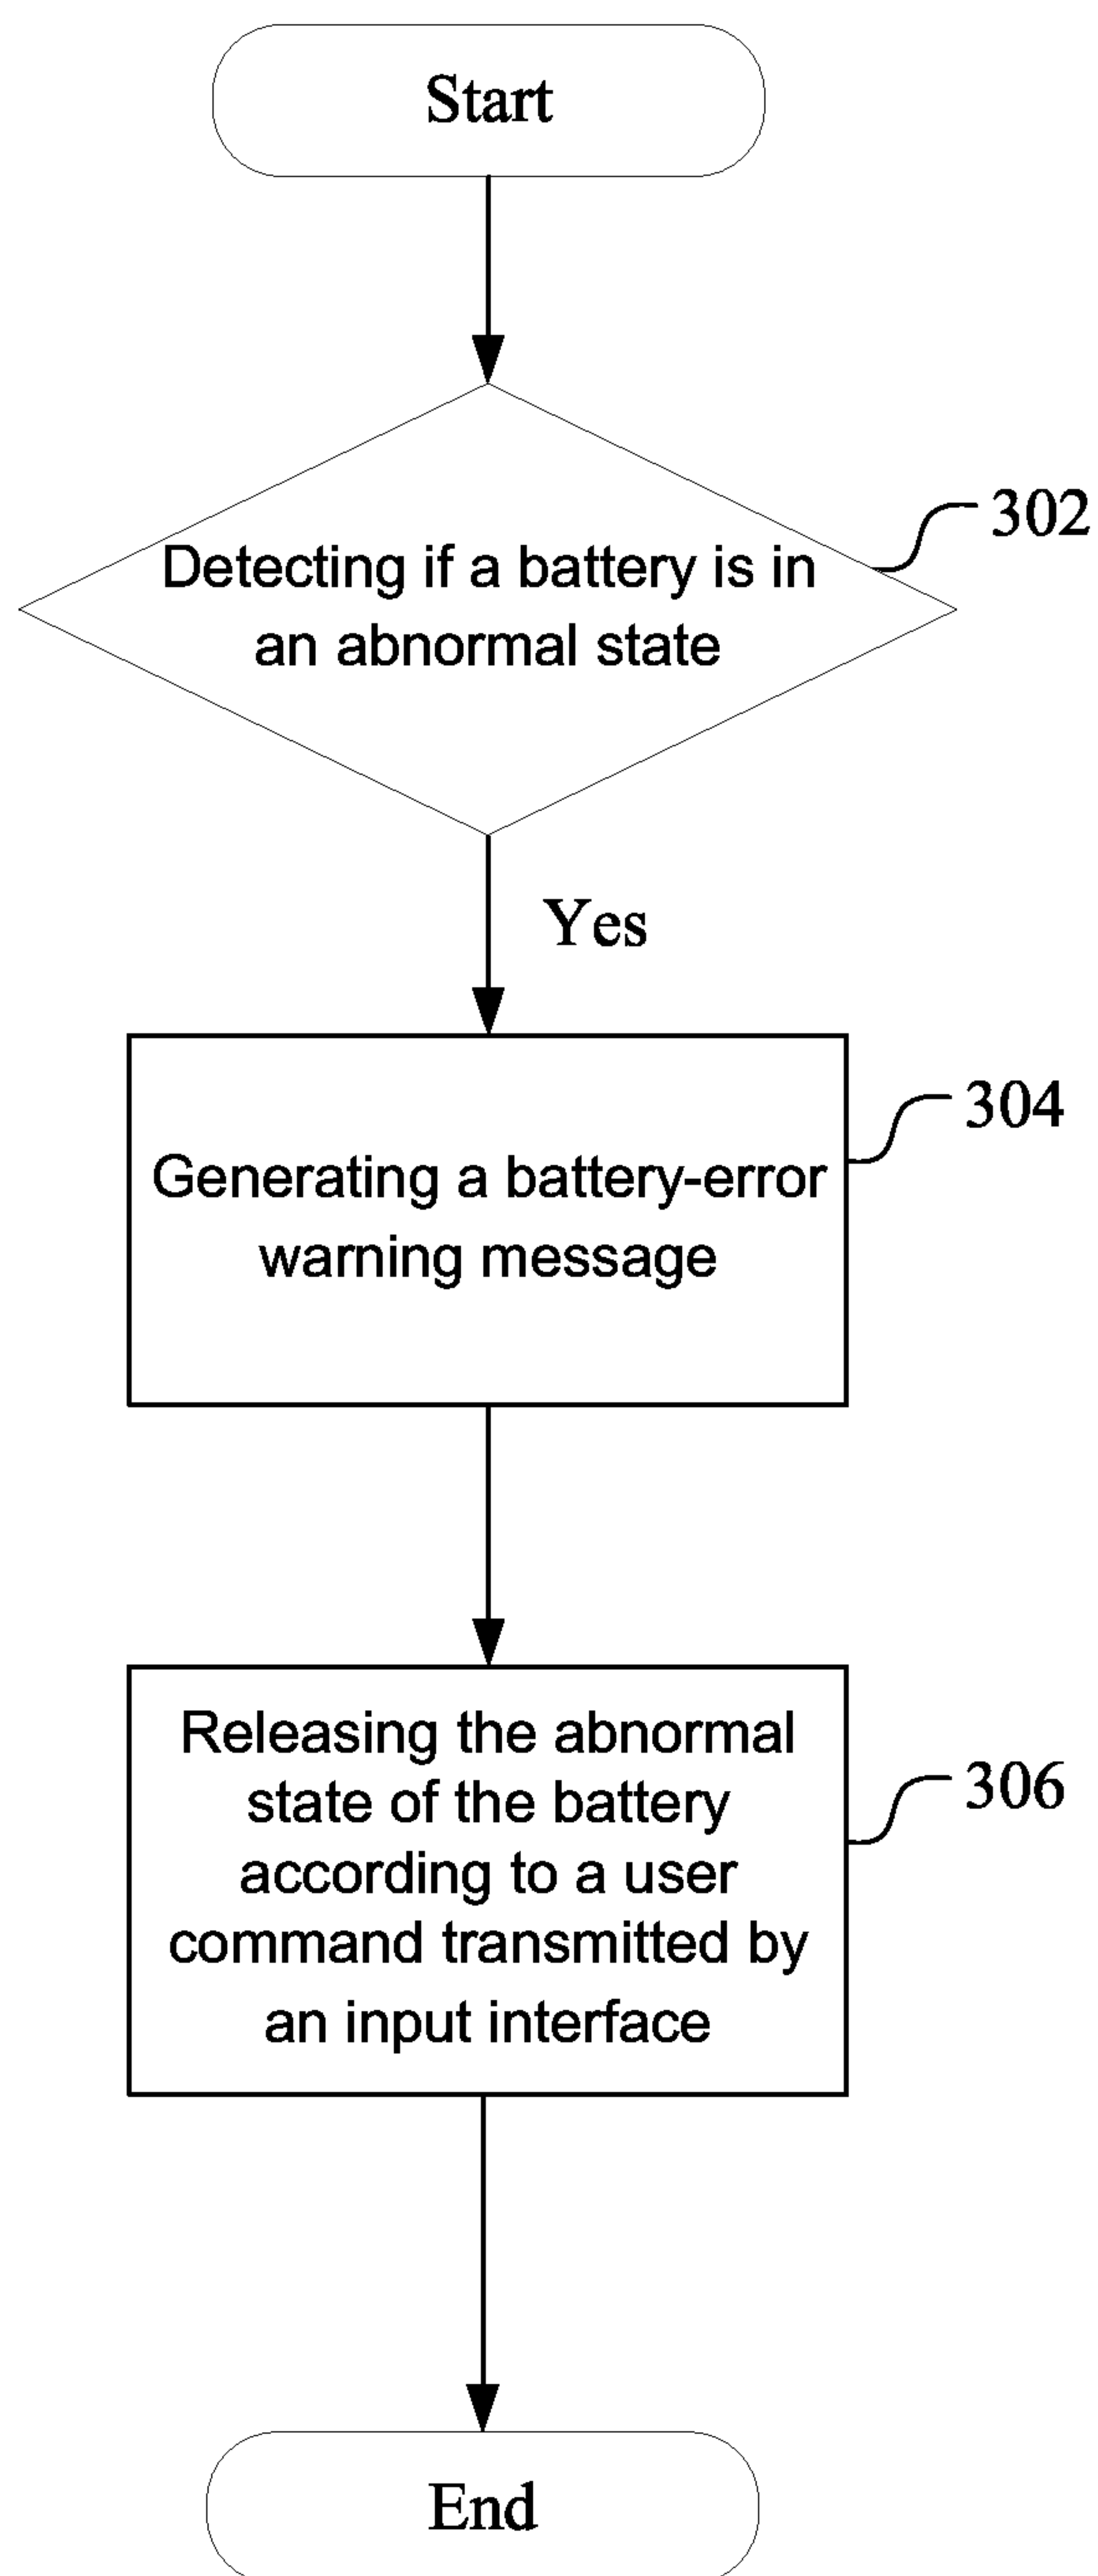 Start
Detecting if a battery is in
an abnormal state
302
Yes
Generating a battery-error
warning message
304
Releasing the abnormal
state of the battery
according to a user
command transmitted by
an input interface
306
End